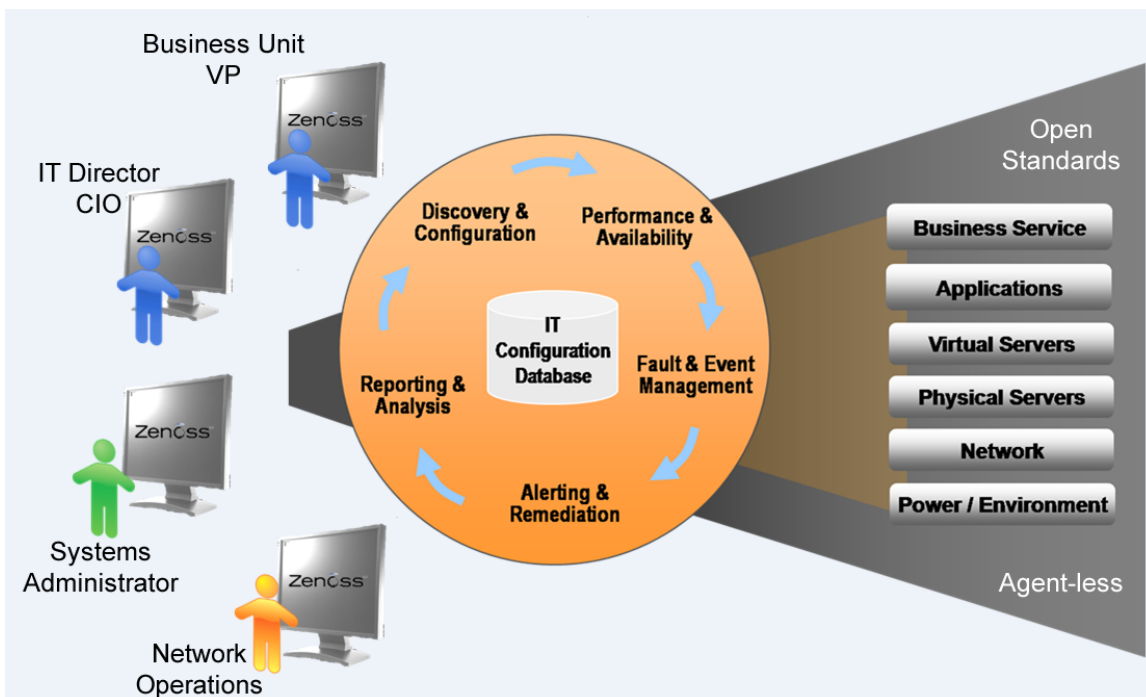 Business Unit
VP
Zenoss
IT Director
CIO
Zenoss
Zenoss
Systems
Administrator
Zenoss
Network
Operations
Discovery &
Configuration
Performance &
Availability
IT
Configuration
Database
Fault & Event
Management
Reporting &
Analysis
Alerting &
Remediation
Open
Standards
Business Service
Applications
Virtual Servers
Physical Servers
Network
Power / Environment
Agent-less